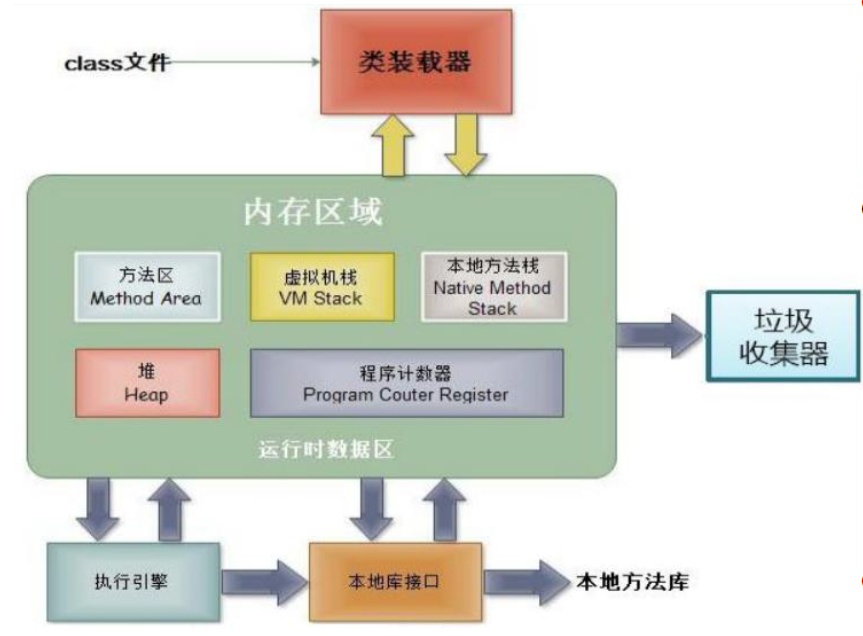 class文件
类装载器
内存区域
方法区
Method Area
虚拟机栈
VM Stack
本地方法栈
Native Method
Stack
堆
Heap
程序计数器
Program Couter Register
运行时数据区
垃圾
收集器
执行引擎
本地库接口
本地方法库